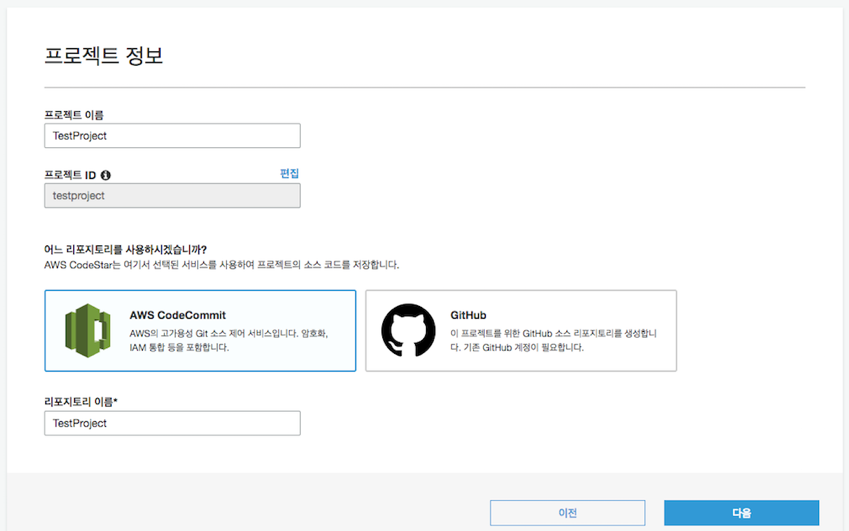 프로젝트 정보
프로젝트 이름
TestProject
프로젝트 ID
편집
testproject
어느 리포지토리를 사용하시겠습니까?
AWS CodeStar는 여기서 선택된 서비스를 사용하여 프로젝트의 소스 코드를 저장합니다.
AWS CodeCommit
AWS의 고가용성 Git 소스 제어 서비스입니다. 암호화,
IAM 통합 등을 포함합니다.
GitHub
이 프로젝트를 위한 GitHub 소스 리포지토리를 생성합니
다. 기존 GitHub 계정이 필요합니다.
리포지토리 이름*
TestProject
이전
다음